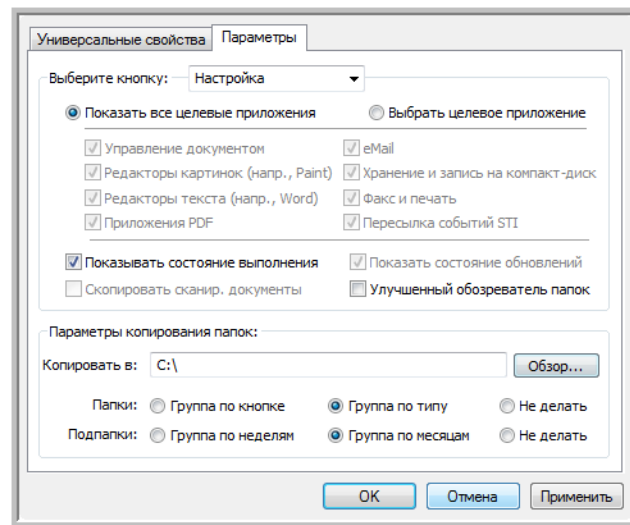 Универсальные свойства Параметры
Выберите кнопку: Настройка
Показать все целевые приложения Выбрать целевое приложение
Управление документом eMail
Редакторы картинок (напр., Paint) Хранение и запись на компакт-диск
Редакторы текста (напр., Word) Факс и печать
Приложения PDF Пересылка событий STI
Показывать состояние выполнения Показать состояние обновлений
Скопировать сканир. документы Улучшенный обозреватель папок
Параметры копирования папок:
Копировать в: C:\ Обзор...
Папки: Группа по кнопке Группа по типу Не делать
Подпапки: Группа по неделям Группа по месяцам Не делать
OK Отмена Применить